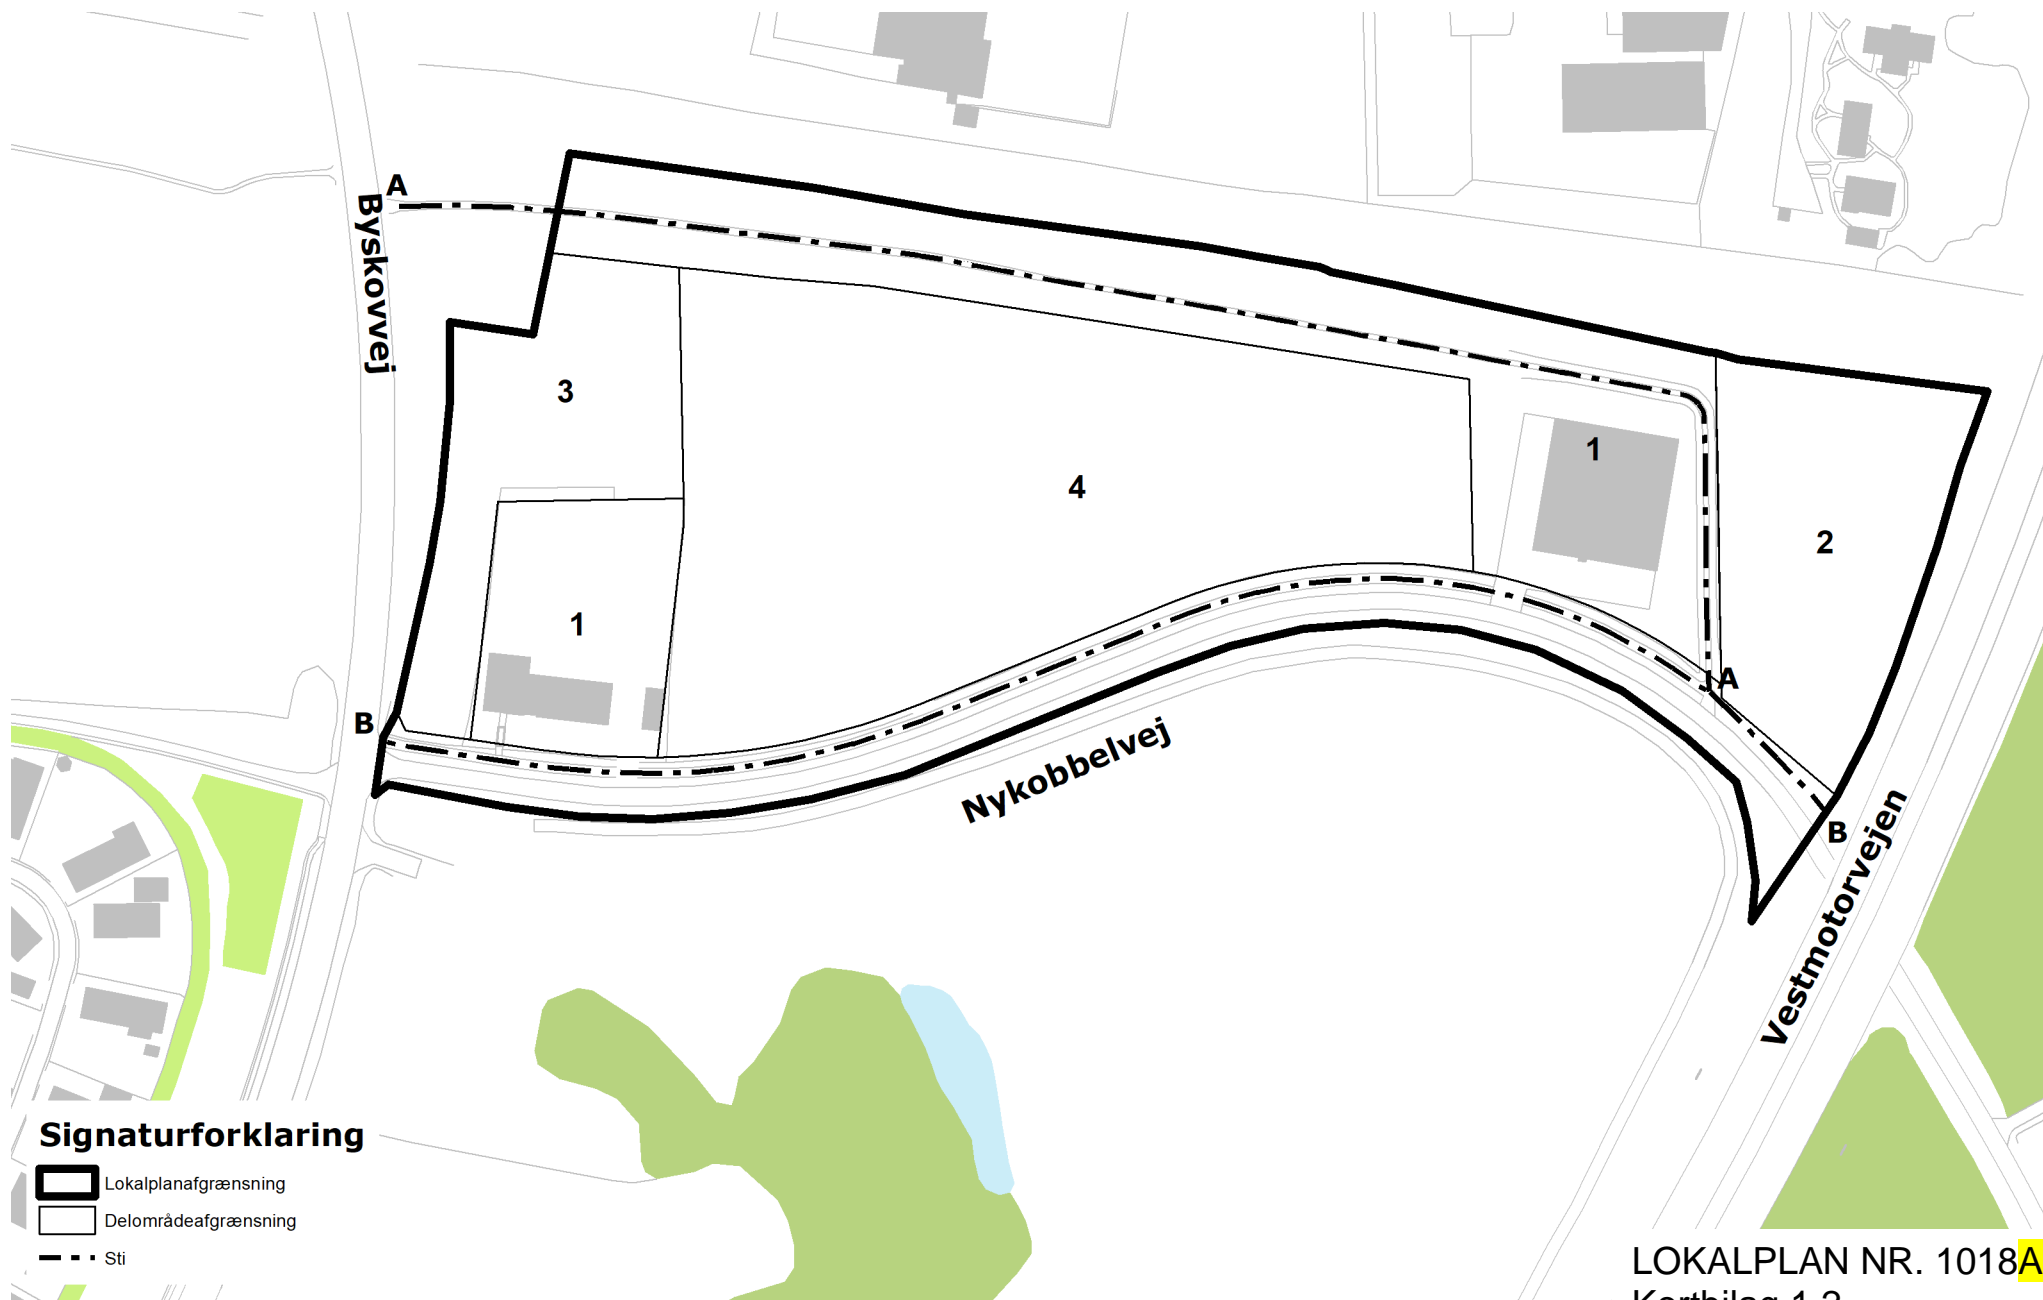 A
Byskovvej
3
4
1
2
1
A
B
Nykobbelvej
B
Vestmotorvejen
Signaturforklaring
Lokalplanafgrænsning
Delområdeafgrænsning
Sti
LOKALPLAN NR. 1018A